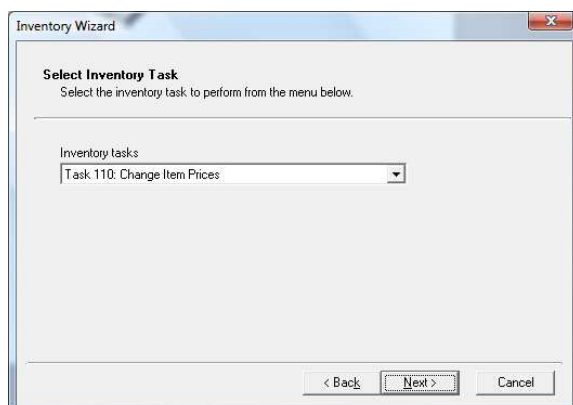 Inventory Wizard
Select Inventory Task
Select the inventory task to perform from the menu below.
Inventory tasks
Task 110: Change Item Prices
< Back Next > Cancel